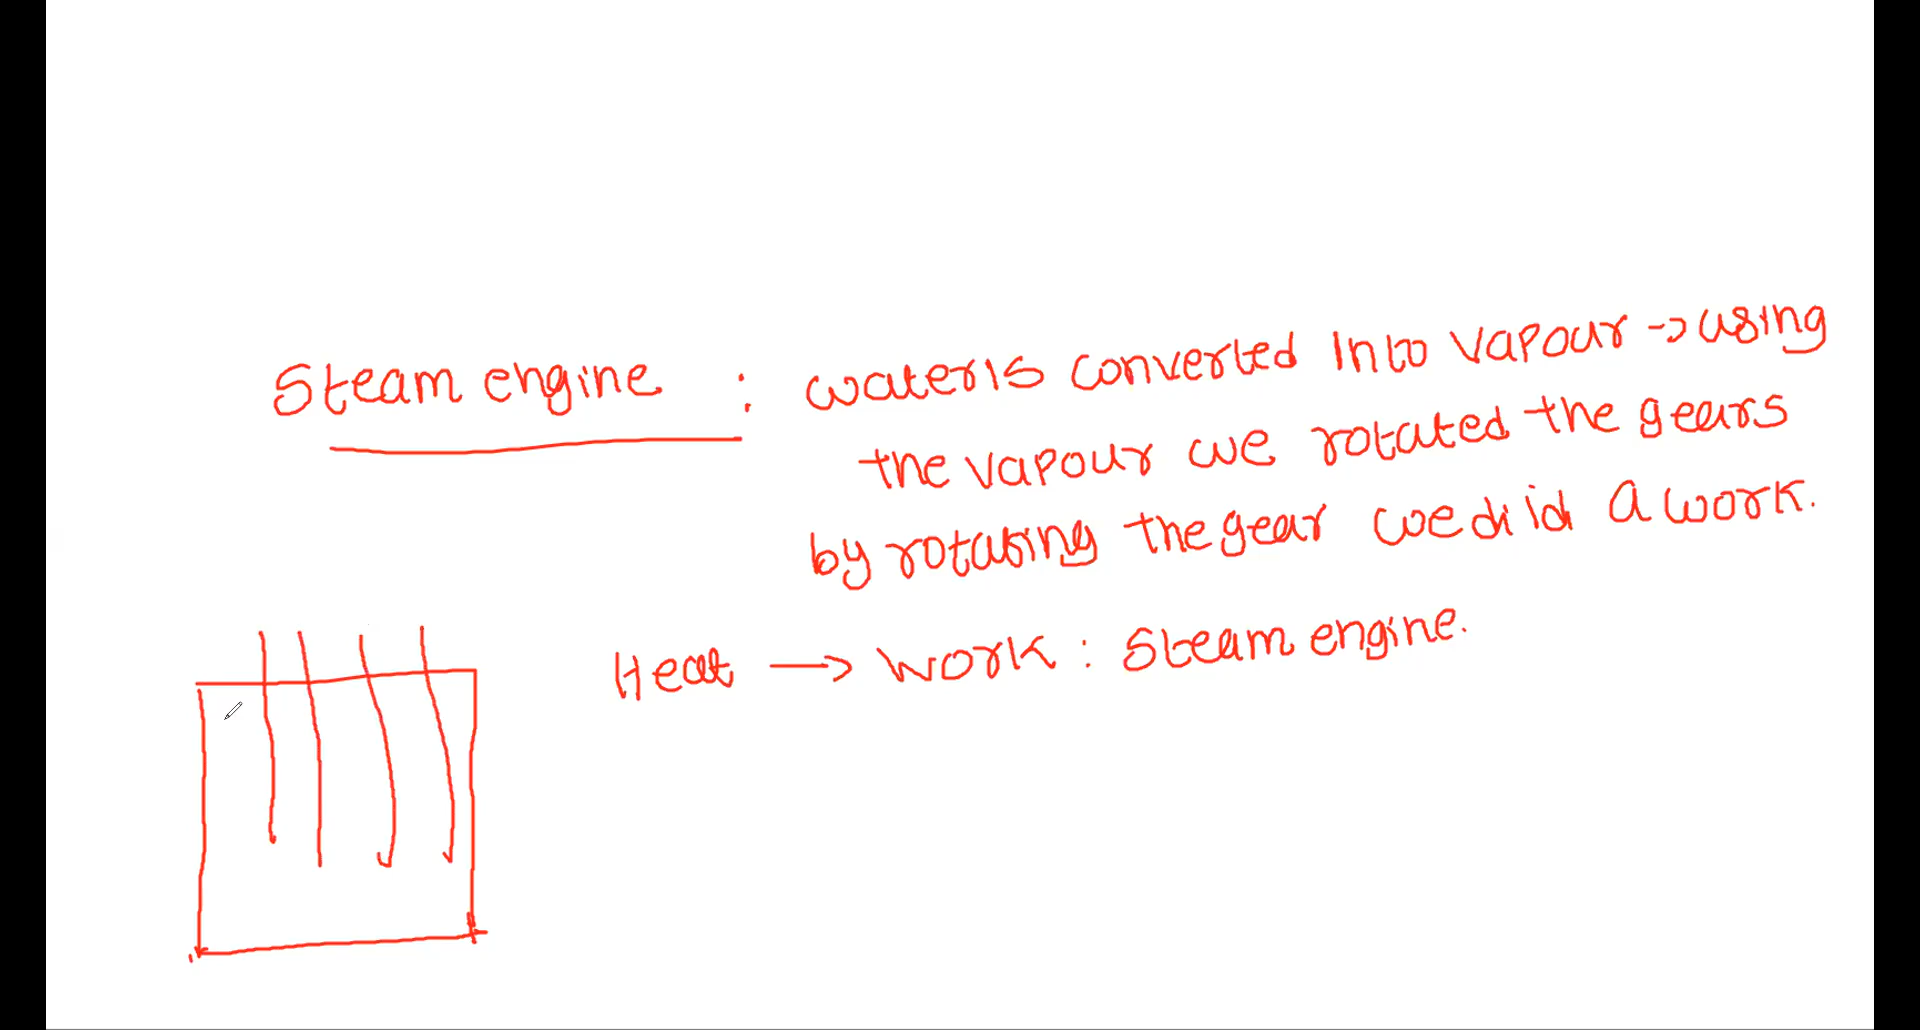 Steam engine : water is converted into vapour → using
the vapour we rotated the gears
by rotating the gear we did a work.
Heat → work : Steam engine.